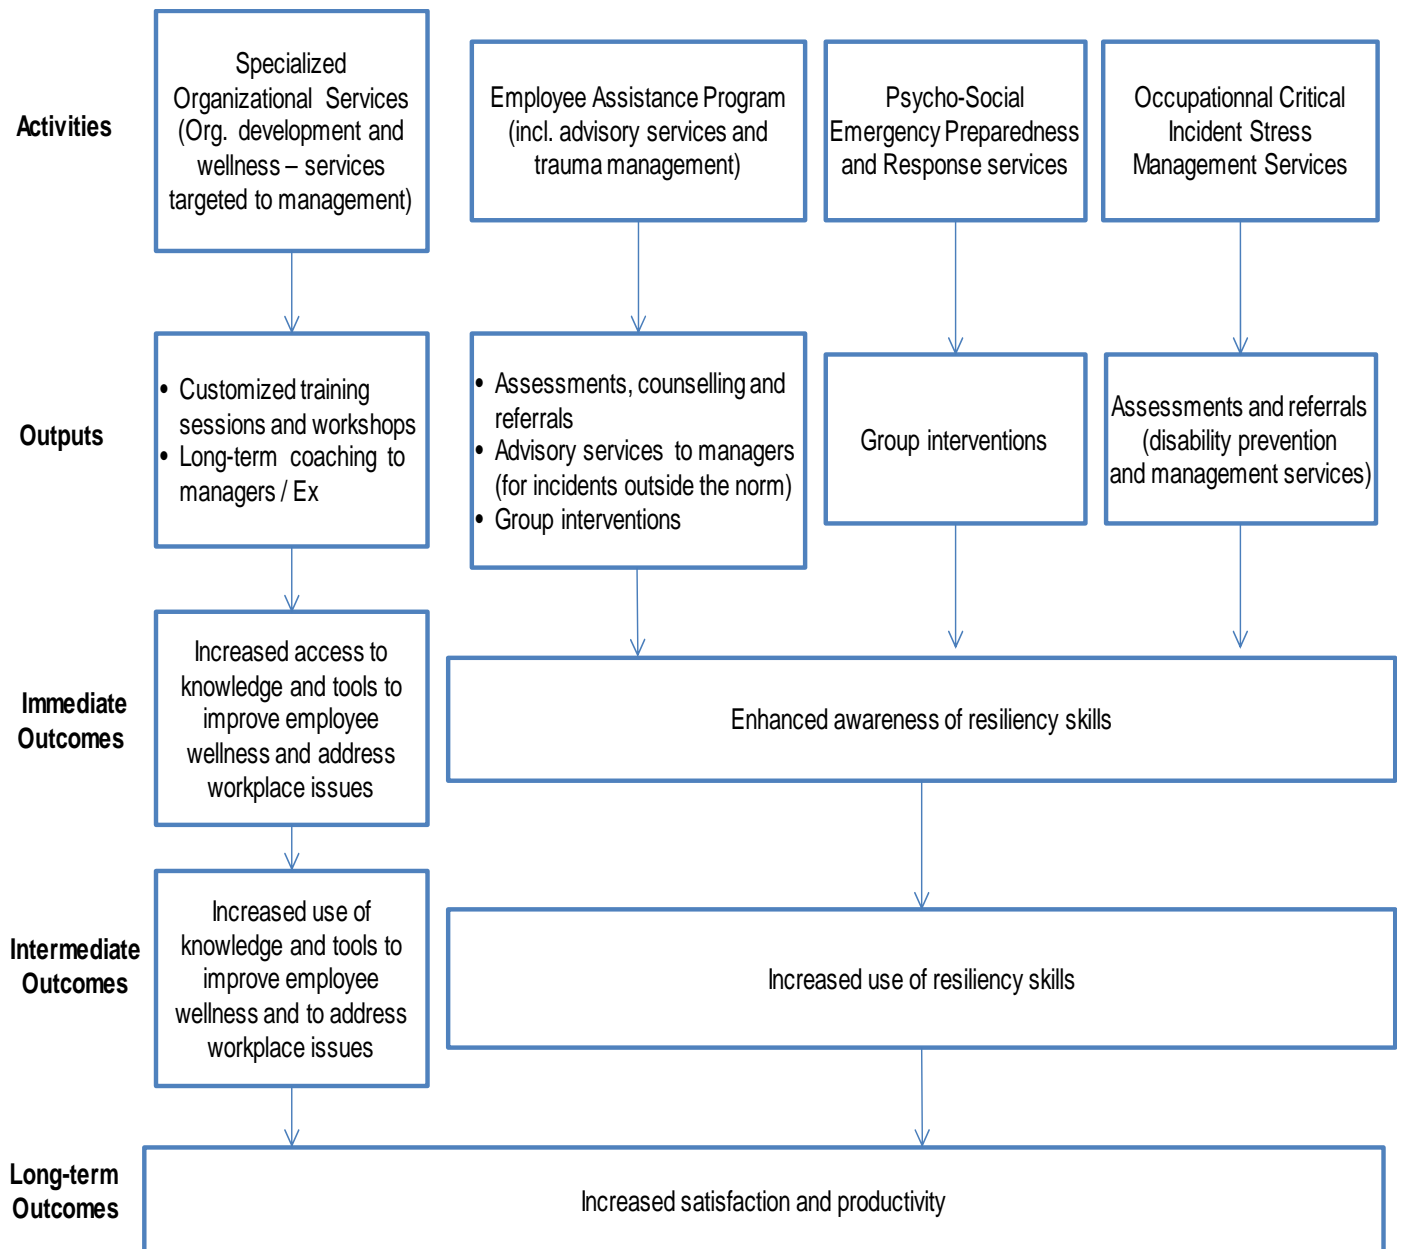 Activities
Specialized
Organizational Services
(Org. development and
wellness – services
targeted to management)
Employee Assistance Program
(incl. advisory services and
trauma management)
Psycho-Social
Emergency Preparedness
and Response services
Occupationnal Critical
Incident Stress
Management Services
Outputs
• Customized training
sessions and workshops
• Long-term coaching to
managers / Ex
• Assessments, counselling and
referrals
• Advisory services to managers
(for incidents outside the norm)
• Group interventions
Group interventions
Assessments and referrals
(disability prevention
and management services)
Immediate
Outcomes
Increased access to
knowledge and tools to
improve employee
wellness and address
workplace issues
Enhanced awareness of resiliency skills
Intermediate
Outcomes
Increased use of
knowledge and tools to
improve employee
wellness and to address
workplace issues
Increased use of resiliency skills
Long-term
Outcomes
Increased satisfaction and productivity